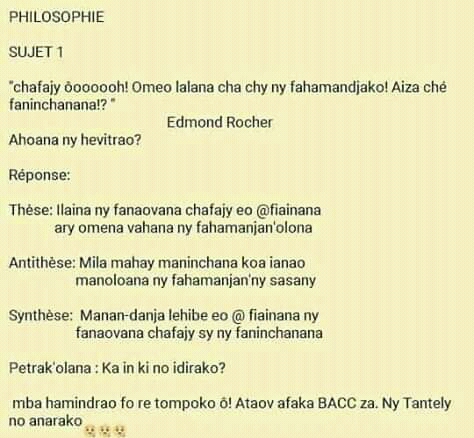 PHILOSOPHIE
SUJET 1
"chafajy ôoooooh! Omeo lalana cha chy ny fahamandjako! Aiza ché
faninchanana!? "
Edmond Rocher
Ahoana ny hevitrao?
Réponse:
Thèse: Ilaina ny fanaovana chafajy eo @fiainana
ary omena vahana ny fahamanjan'olona
Antithèse: Mila mahay maninchana koa ianao
manoloana ny fahamanjan'ny sasany
Synthèse: Manan-danja lehibe eo @ fiainana ny
fanaovana chafajy sy ny faninchanana
Petrak'olana : Ka in ki no idirako?
mba hamindrao fo re tompoko ô! Ataov afaka BACC za. Ny Tantely
no anarako